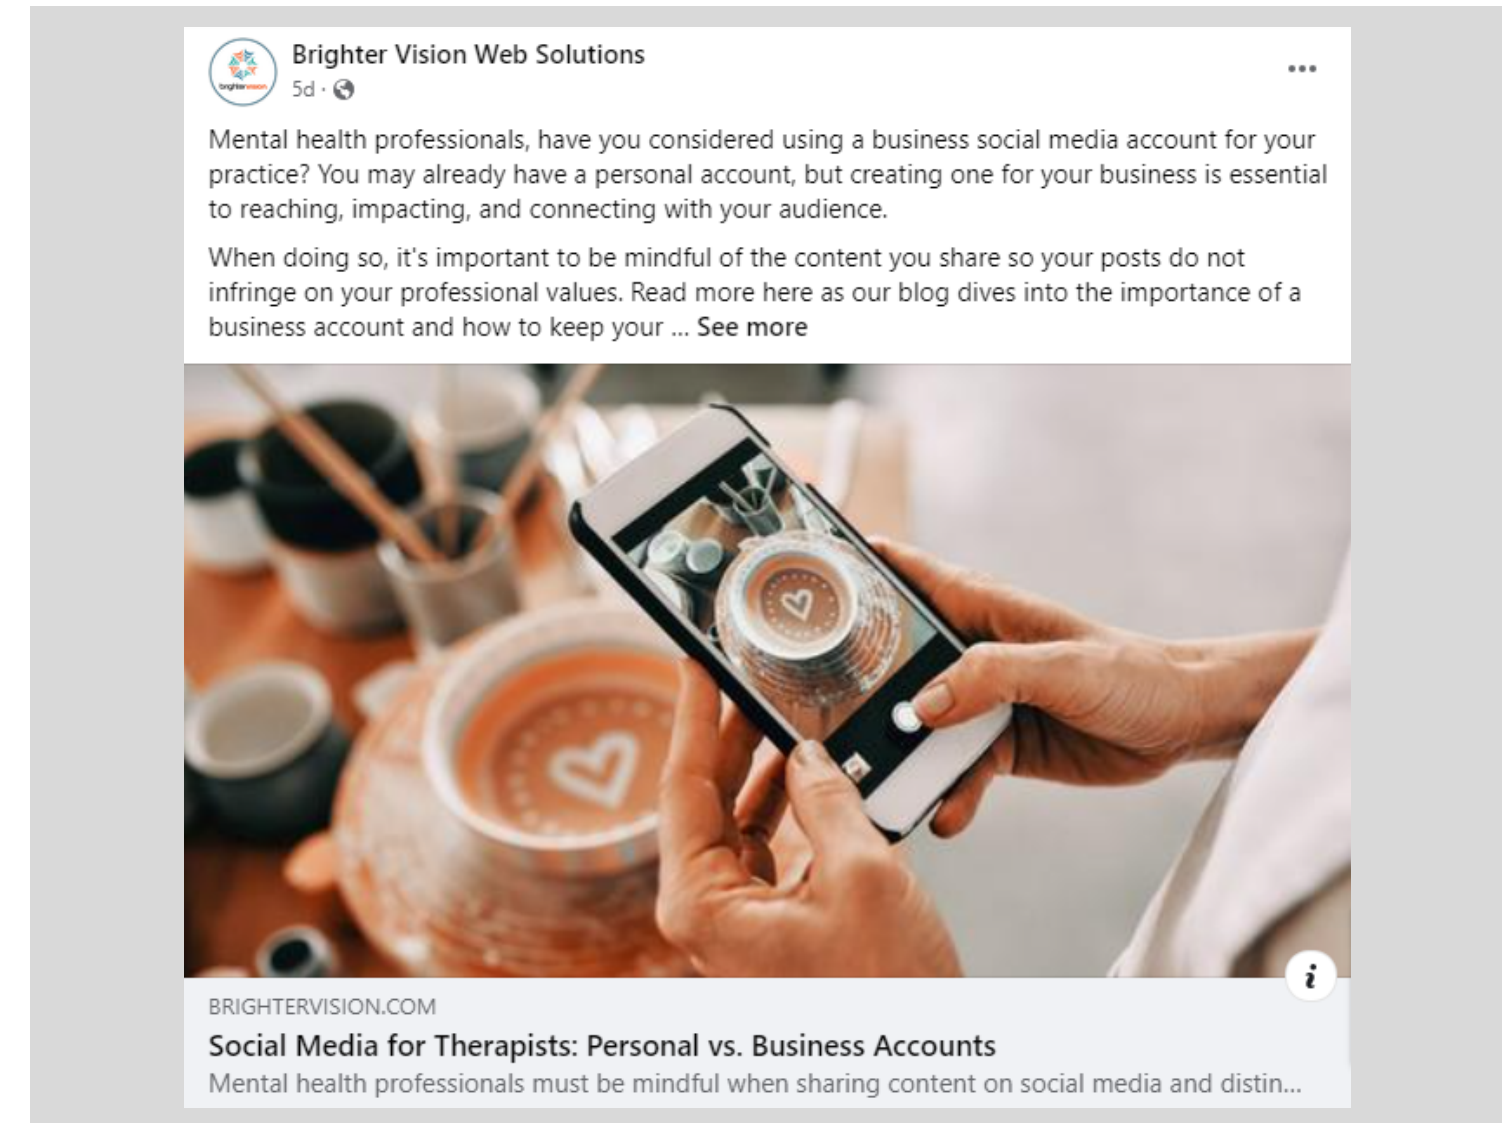 Brighter Vision Web Solutions
5d ·
brightervision
Mental health professionals, have you considered using a business social media account for your
practice? You may already have a personal account, but creating one for your business is essential
to reaching, impacting, and connecting with your audience.
When doing so, it's important to be mindful of the content you share so your posts do not
infringe on your professional values. Read more here as our blog dives into the importance of a
business account and how to keep your ... See more
i
BRIGHTERVISION.COM
Social Media for Therapists: Personal vs. Business Accounts
Mental health professionals must be mindful when sharing content on social media and distin...